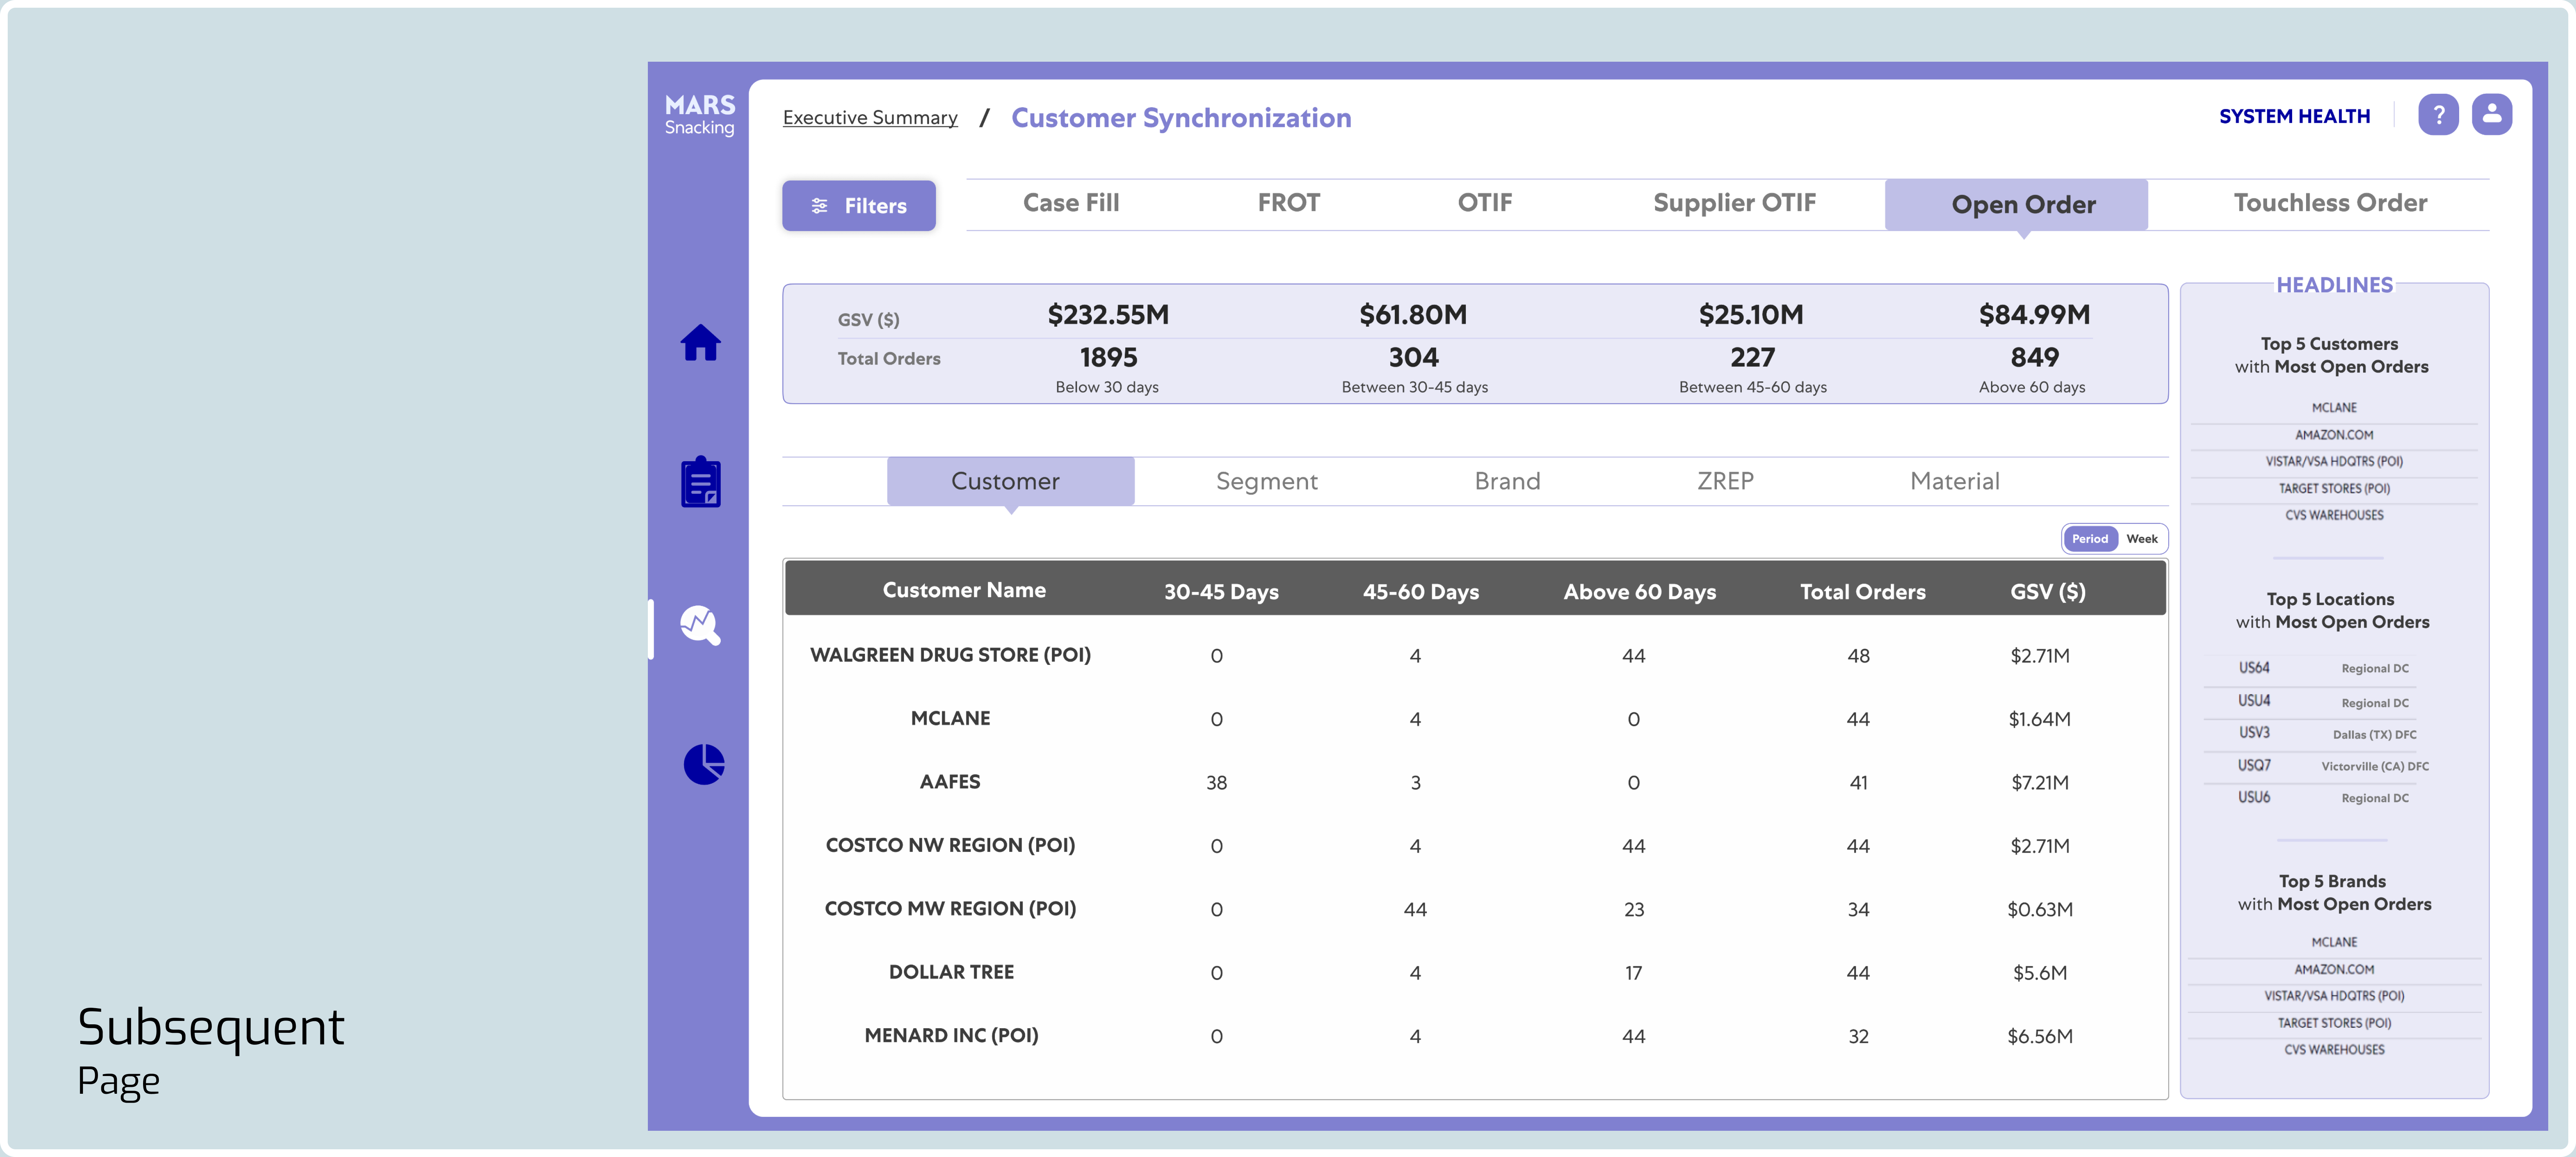 MARS
Snacking
Executive Summary / Customer Synchronization
SYSTEM HEALTH
?
Filters
Case Fill FROT OTIF Supplier OTIF Open Order Touchless Order
GSV ($) $232.55M $61.80M $25.10M $84.99M
Total Orders 1895 304 227 849
Below 30 days Between 30-45 days Between 45-60 days Above 60 days
Customer Segment Brand ZREP Material
Period Week
Customer Name 30-45 Days 45-60 Days Above 60 Days Total Orders GSV ($)
WALGREEN DRUG STORE (POI) 0 4 44 48 $2.71M
MCLANE 0 4 0 44 $1.64M
AAFES 38 3 0 41 $7.21M
COSTCO NW REGION (POI) 0 4 44 44 $2.71M
COSTCO MW REGION (POI) 0 44 23 34 $0.63M
DOLLAR TREE 0 4 17 44 $5.6M
MENARD INC (POI) 0 4 44 32 $6.56M
HEADLINES
Top 5 Customers
with Most Open Orders
MCLANE
AMAZON.COM
VISTAR/VSA HDQTRS (POI)
TARGET STORES (POI)
CVS WAREHOUSES
Top 5 Locations
with Most Open Orders
US64 Regional DC
USU4 Regional DC
USV3 Dallas (TX) DFC
USQ7 Victorville (CA) DFC
USU6 Regional DC
Top 5 Brands
with Most Open Orders
MCLANE
AMAZON.COM
VISTAR/VSA HDQTRS (POI)
TARGET STORES (POI)
CVS WAREHOUSES
Subsequent
Page